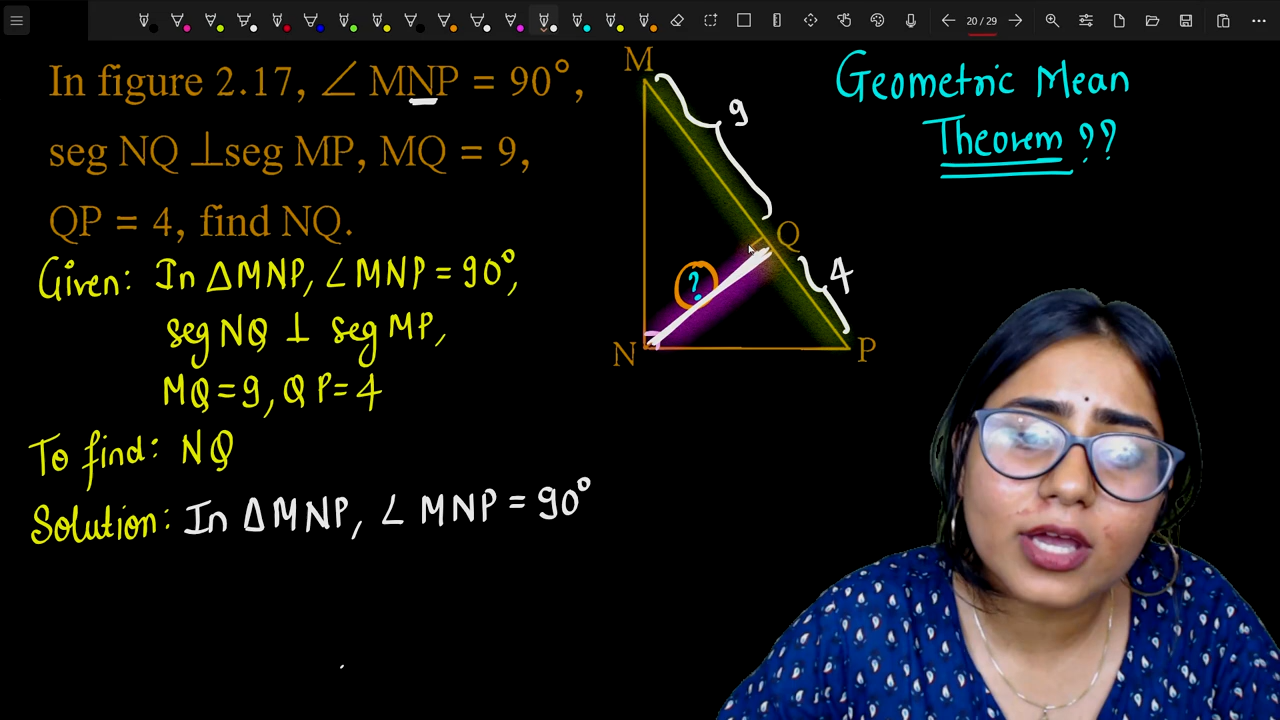 20 / 29
In figure 2.17, ∠ MNP = 90°,
seg NQ ⊥seg MP, MQ = 9,
QP = 4, find NQ.
Given: In ΔMNP, ∠MNP = 90°,
seg NQ ⊥ seg MP,
MQ = 9, QP = 4
To find: NQ
Solution: In ΔMNP, ∠ MNP = 90°
M
9
Q
?
4
N
P
Geometric Mean
Theorem ??